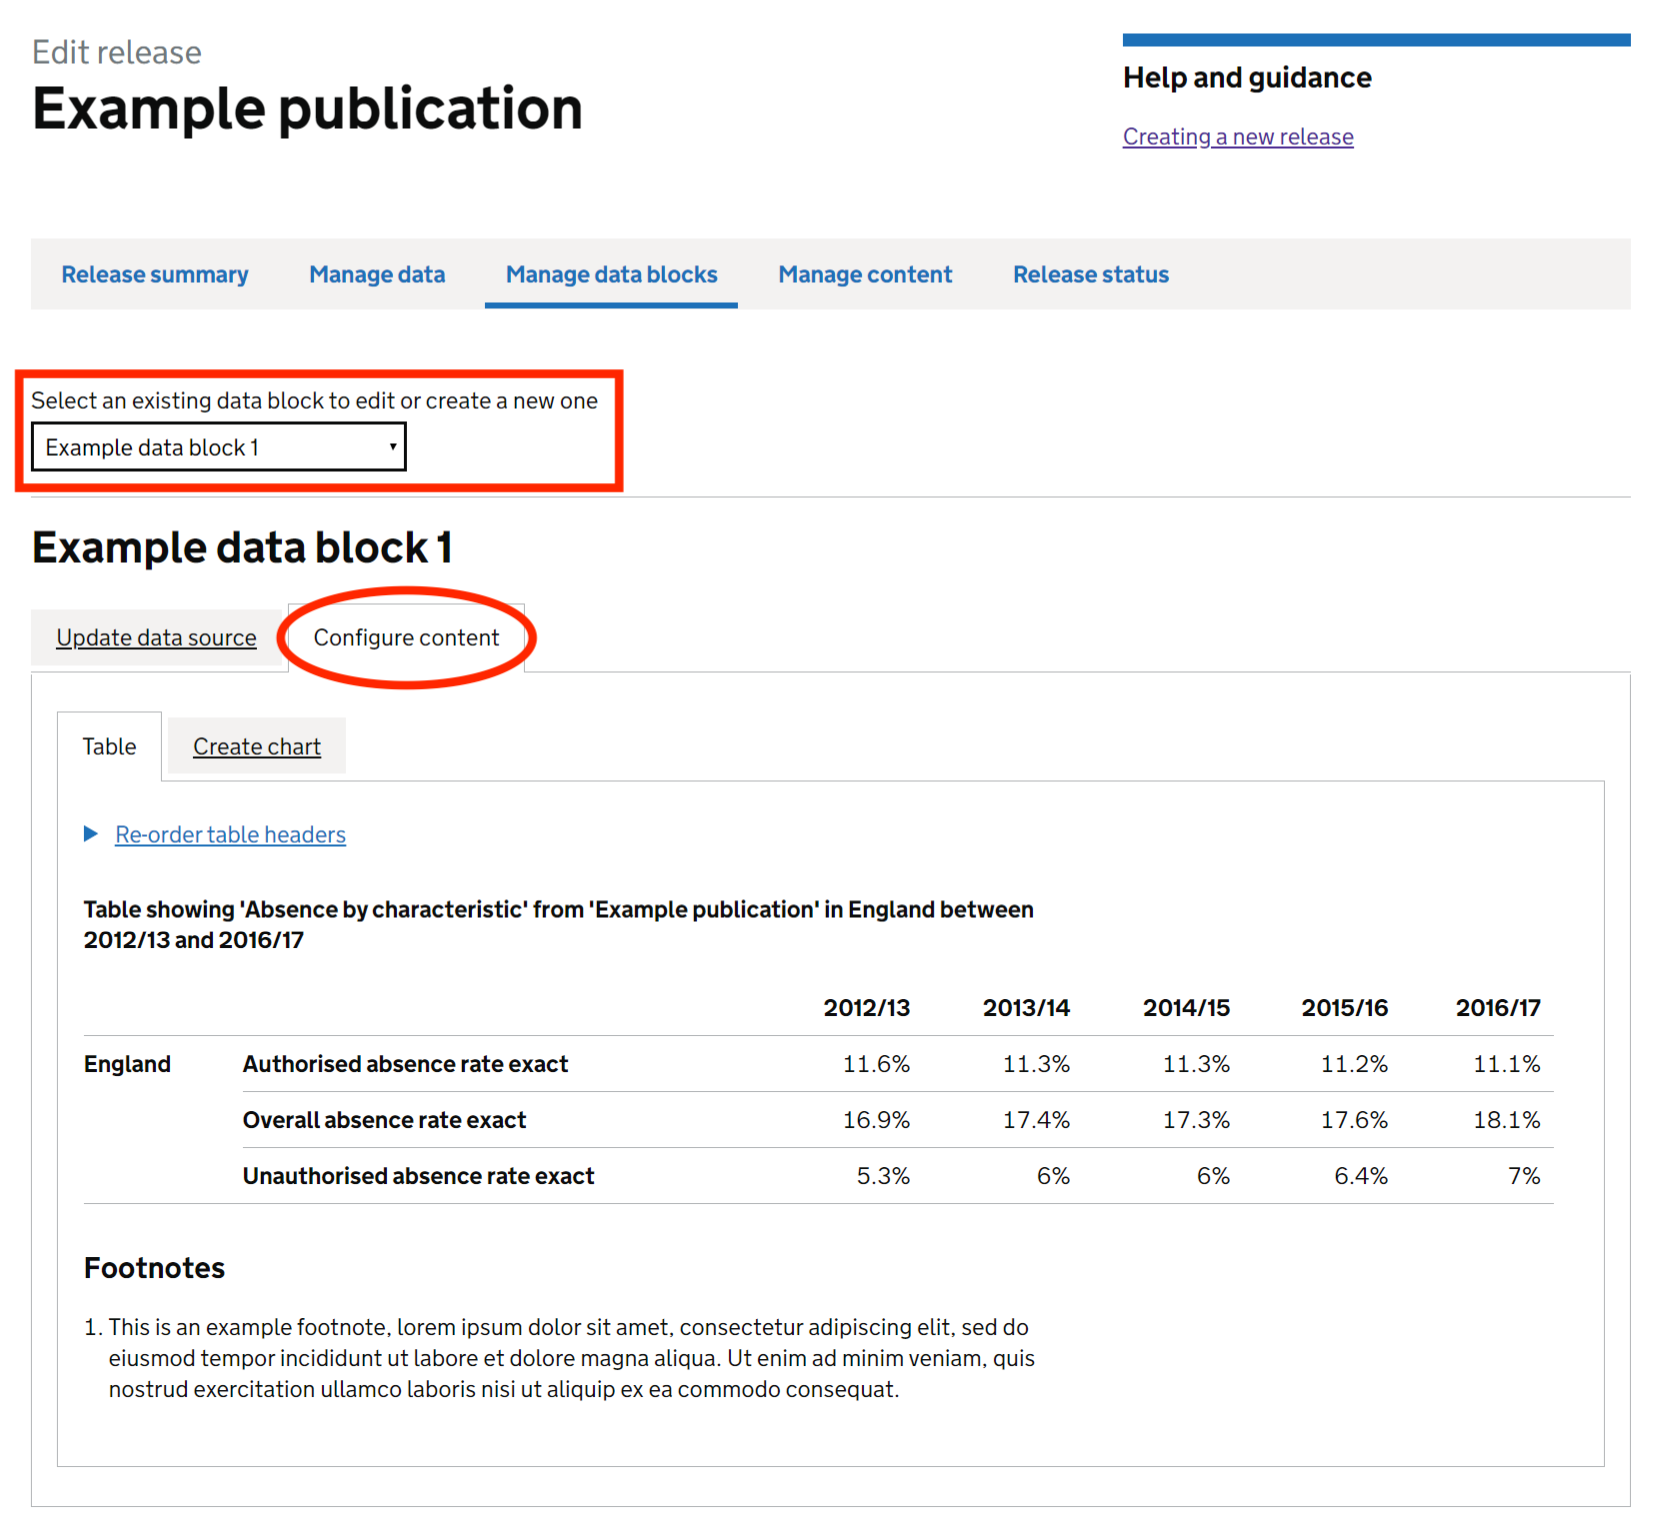 Edit release
Example publication
Help and guidance
Creating a new release
Release summary Manage data Manage data blocks Manage content Release status
Select an existing data block to edit or create a new one
Example data block 1
Example data block 1
Update data source Configure content
Table Create chart
Re-order table headers
Table showing 'Absence by characteristic' from 'Example publication' in England between
2012/13 and 2016/17
2012/13 2013/14 2014/15 2015/16 2016/17
England Authorised absence rate exact 11.6% 11.3% 11.3% 11.2% 11.1%
Overall absence rate exact 16.9% 17.4% 17.3% 17.6% 18.1%
Unauthorised absence rate exact 5.3% 6% 6% 6.4% 7%
Footnotes
1. This is an example footnote, lorem ipsum dolor sit amet, consectetur adipiscing elit, sed do
eiusmod tempor incididunt ut labore et dolore magna aliqua. Ut enim ad minim veniam, quis
nostrud exercitation ullamco laboris nisi ut aliquip ex ea commodo consequat.